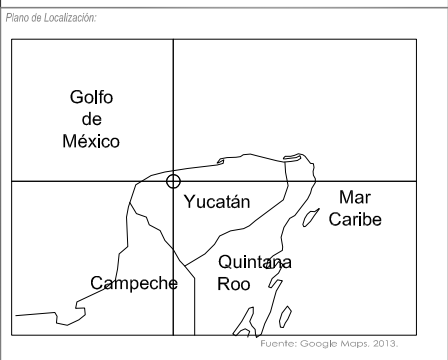 Plano de Localización:
Golfo
de
México
Yucatán
Mar
Caribe
Quintana
Roo
Campeche
Fuente: Google Maps. 2013.